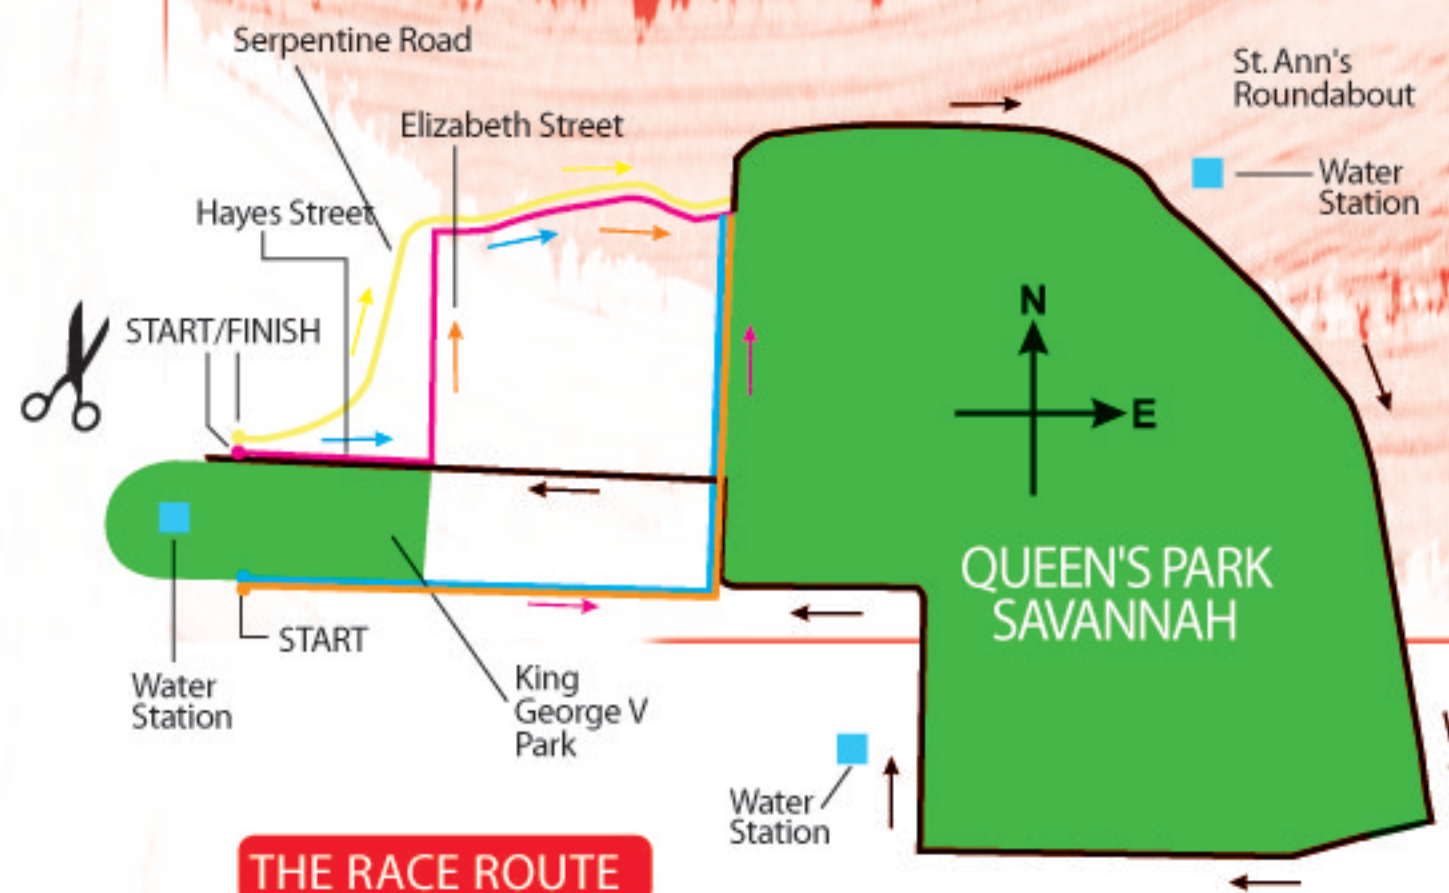 Serpentine Road
St. Ann's
Roundabout
Elizabeth Street
Water
Station
Hayes Street
N
START/FINISH
E
QUEEN'S PARK
SAVANNAH
START
Water
Station
King
George V
Park
Water
Station
THE RACE ROUTE